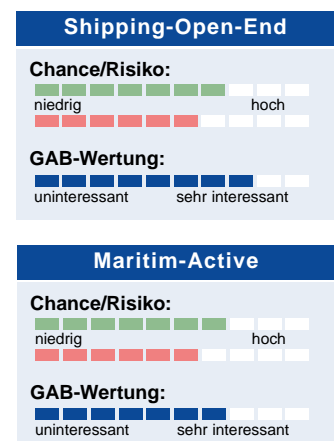 Shipping-Open-End
Chance/Risiko:
niedrig hoch
GAB-Wertung:
uninteressant sehr interessant
Maritim-Active
Chance/Risiko:
niedrig hoch
GAB-Wertung:
uninteressant sehr interessant